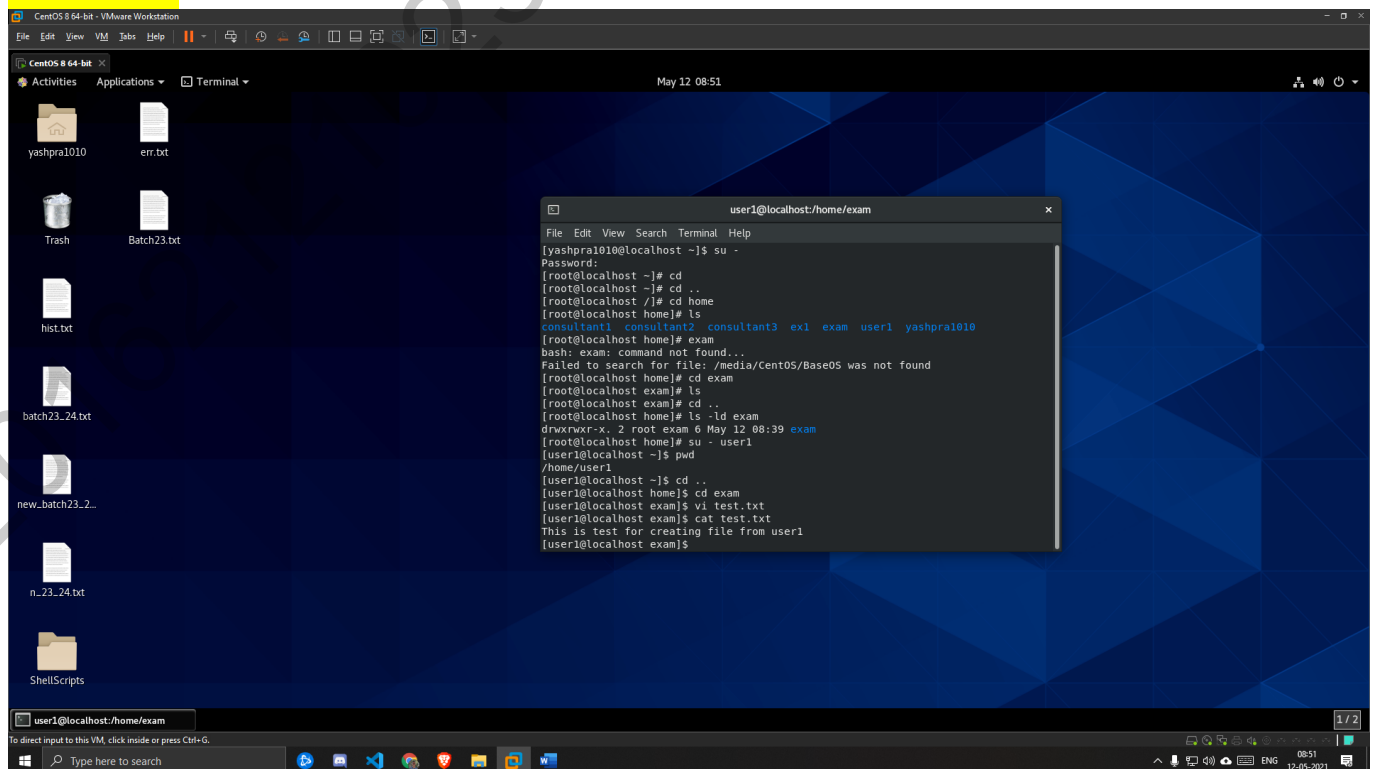 CentOS 8 64-bit - VMware Workstation
File Edit View VM Tabs Help
CentOS 8 64-bit
Activities Applications Terminal May 12 08:51
yashpra1010 err.txt
Trash Batch23.txt
hist.txt
batch23_24.txt
new_batch23_2...
n_23_24.txt
ShellScripts
user1@localhost:/home/exam
File Edit View Search Terminal Help
[yashpra1010@localhost ~]$ su -
Password:
[root@localhost ~]# cd
[root@localhost ~]# cd ..
[root@localhost /]# cd home
[root@localhost home]# ls
consultant1 consultant2 consultant3 ex1 exam user1 yashpra1010
[root@localhost home]# exam
bash: exam: command not found...
Failed to search for file: /media/CentOS/BaseOS was not found
[root@localhost home]# cd exam
[root@localhost exam]# ls
[root@localhost exam]# cd ..
[root@localhost home]# ls -ld exam
drwxrwxr-x. 2 root exam 6 May 12 08:39 exam
[root@localhost home]# su - user1
[user1@localhost ~]$ pwd
/home/user1
[user1@localhost ~]$ cd ..
[user1@localhost home]$ cd exam
[user1@localhost exam]$ vi test.txt
[user1@localhost exam]$ cat test.txt
This is test for creating file from user1
[user1@localhost exam]$
user1@localhost:/home/exam 1 / 2
To direct input to this VM, click inside or press Ctrl+G.
Type here to search ENG 08:51
12-05-2021